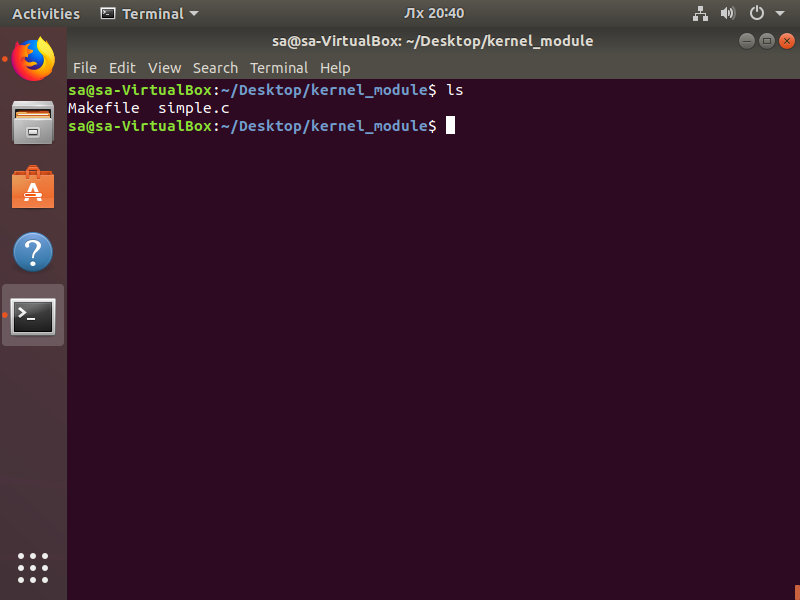 Activities Terminal Лх 20:40
sa@sa-VirtualBox: ~/Desktop/kernel_module
File Edit View Search Terminal Help
sa@sa-VirtualBox:~/Desktop/kernel_module$ ls
Makefile  simple.c
sa@sa-VirtualBox:~/Desktop/kernel_module$